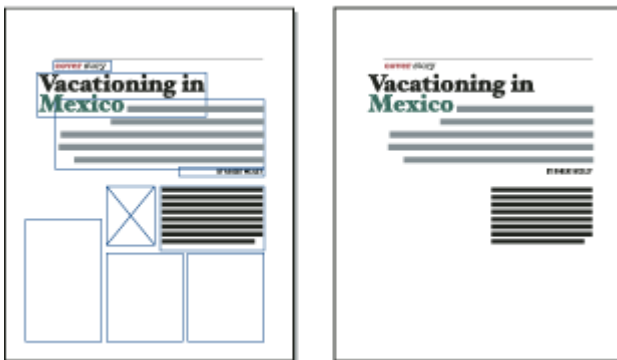 cover story
Vacationing in
Mexico
cover story
Vacationing in
Mexico